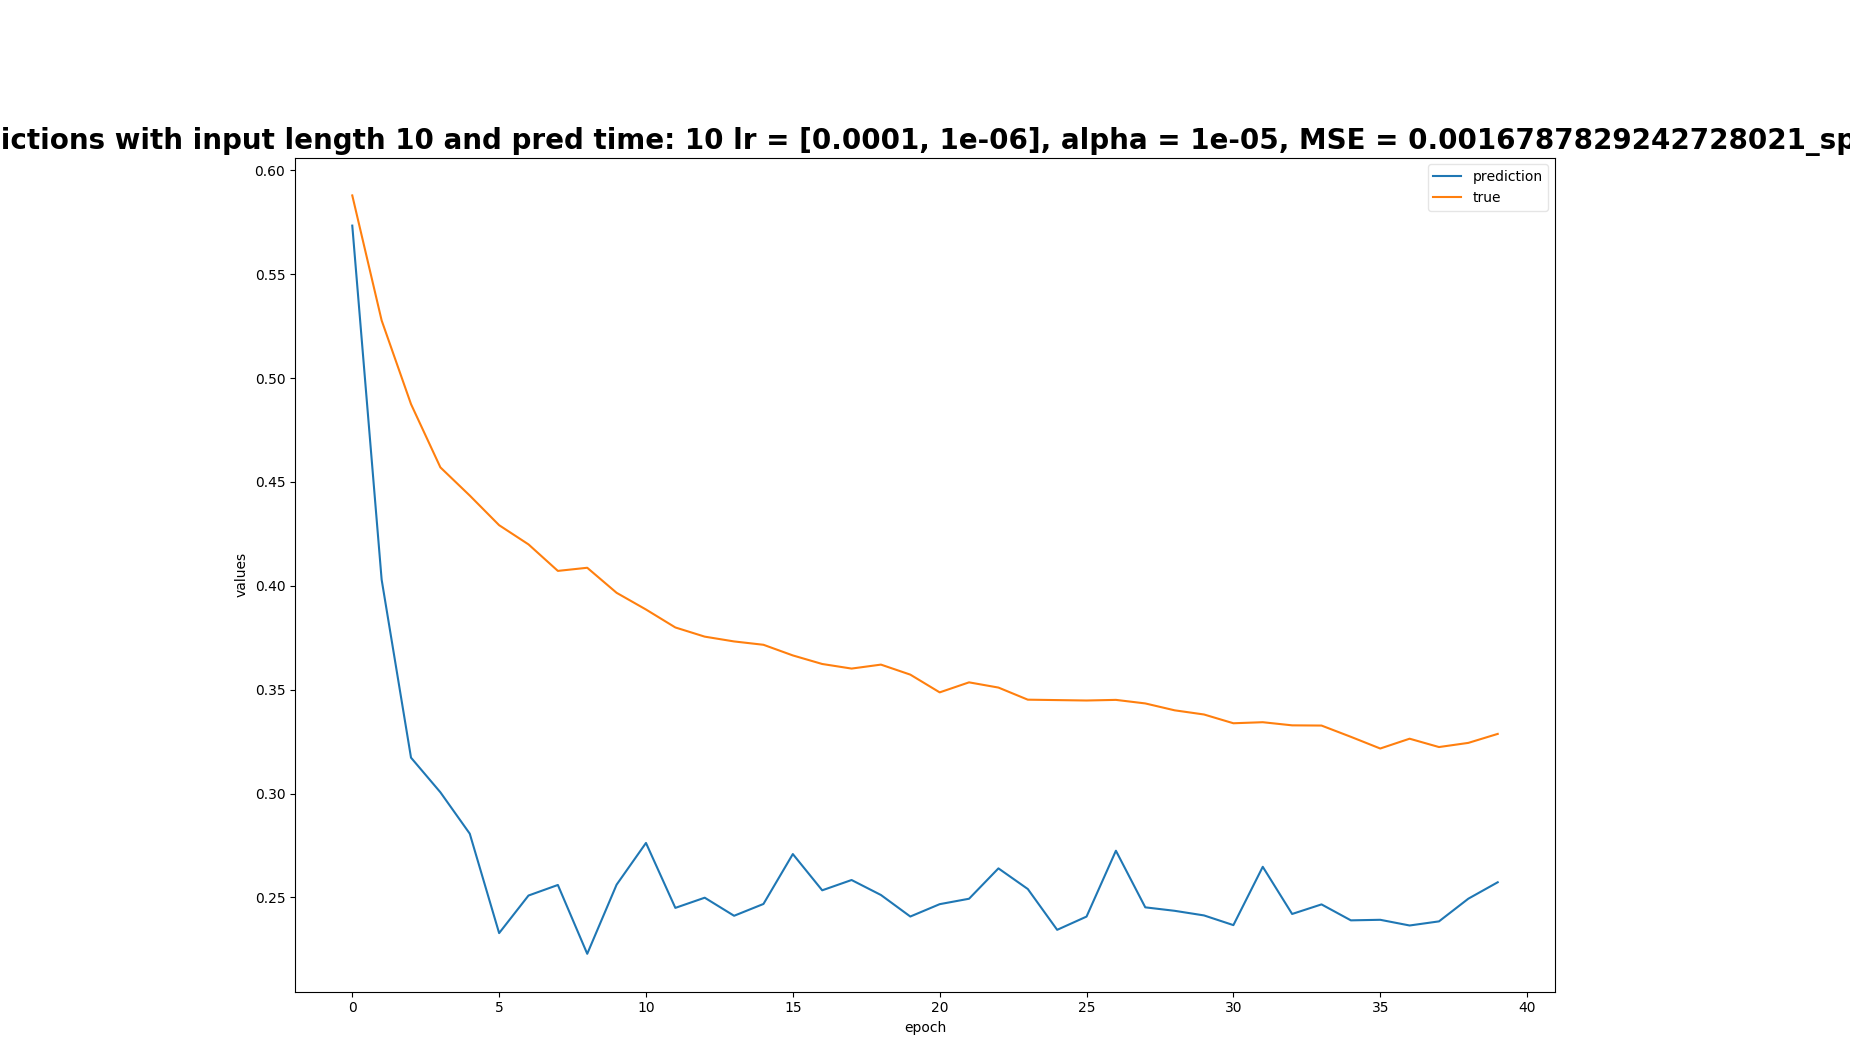 ictions with input length 10 and pred time: 10 lr = [0.0001, 1e-06], alpha = 1e-05, MSE = 0.0016787829242728021_sp
prediction
true
0.60
0.55
0.50
0.45
0.40
0.35
0.30
0.25
values
0 5 10 15 20 25 30 35 40
epoch